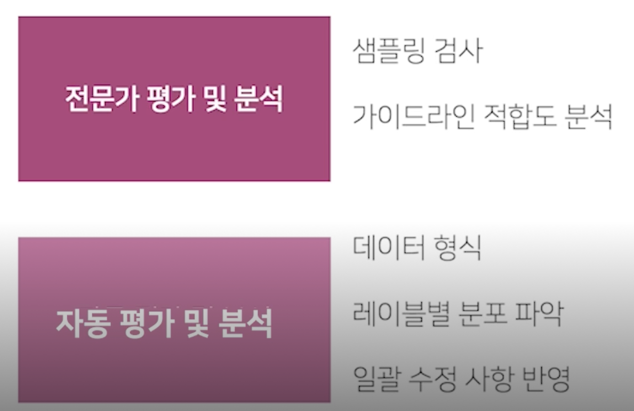 전문가 평가 및 분석
샘플링 검사
가이드라인 적합도 분석
자동 평가 및 분석
데이터 형식
레이블별 분포 파악
일괄 수정 사항 반영